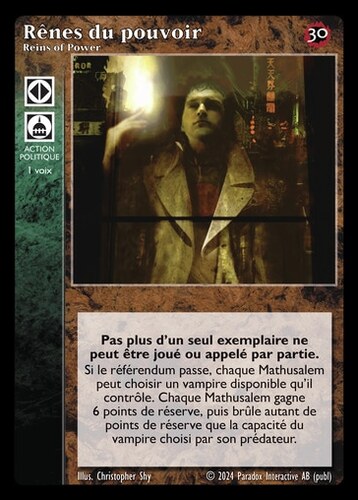 Rênes du pouvoir
Reins of Power
30
ACTION
POLITIQUE
1 voix
Pas plus d'un seul exemplaire ne
peut être joué ou appelé par partie.
Si le référendum passe, chaque Mathusalem
peut choisir un vampire disponible qu'il
contrôle. Chaque Mathusalem gagne
6 points de réserve, puis brûle autant de
points de réserve que la capacité du
vampire choisi par son prédateur.
Illus. Christopher Shy
© 2024 Paradox Interactive AB (publ)